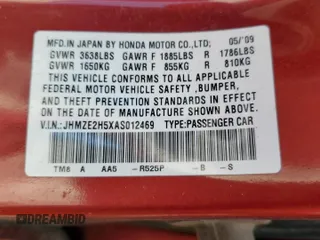 MFD.IN JAPAN BY HONDA MOTOR CO.,LTD. 05/'09
GVWR 3638LBS GAWR F 1885LBS R 1786LBS
GVWR 1650KG GAWR F 855KG R 810KG
THIS VEHICLE CONFORMS TO ALL APPLICABLE
FEDERAL MOTOR VEHICLE SAFETY ,BUMPER,
AND THEFT PREVENTION STANDARDS IN EFFECT
ON THE DATE OF MANUFACTURE SHOWN ABOVE.
V.I.N.:JHMZE2H5XAS012469 TYPE:PASSENGER CAR
TM8 A AA5 -R525P -B -S
DREAMBID